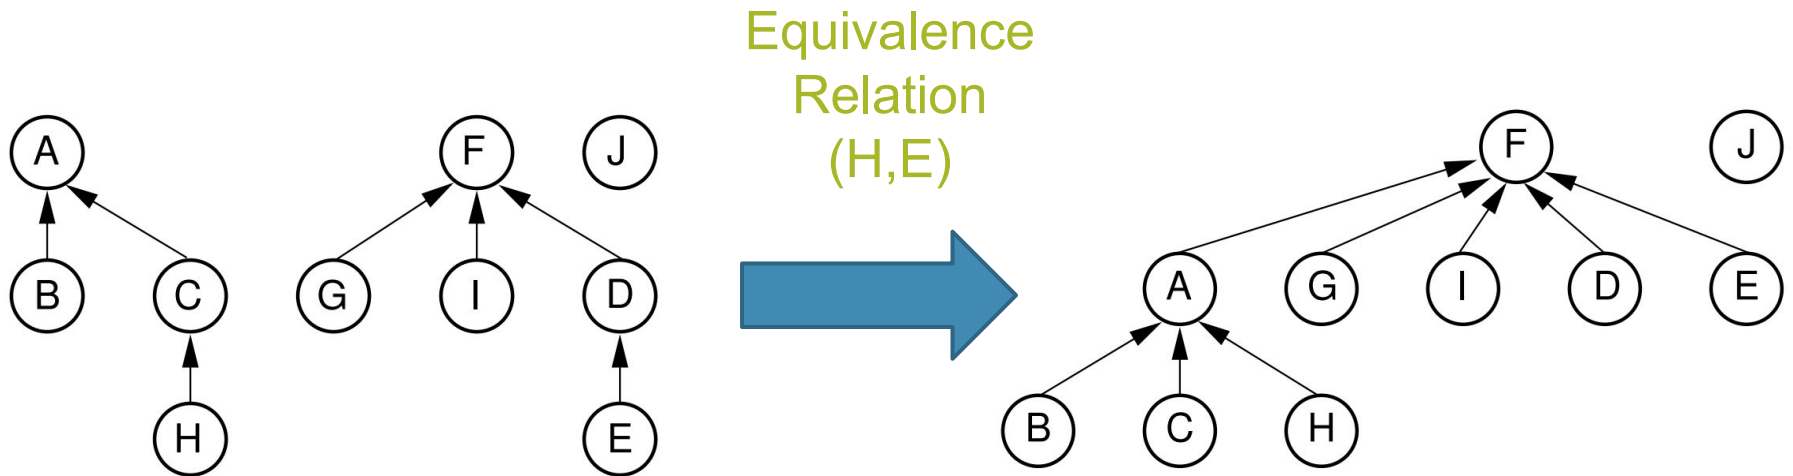 Equivalence
Relation
(H,E)
A F J
B C G I D
H E
F J
A G I D E
B C H